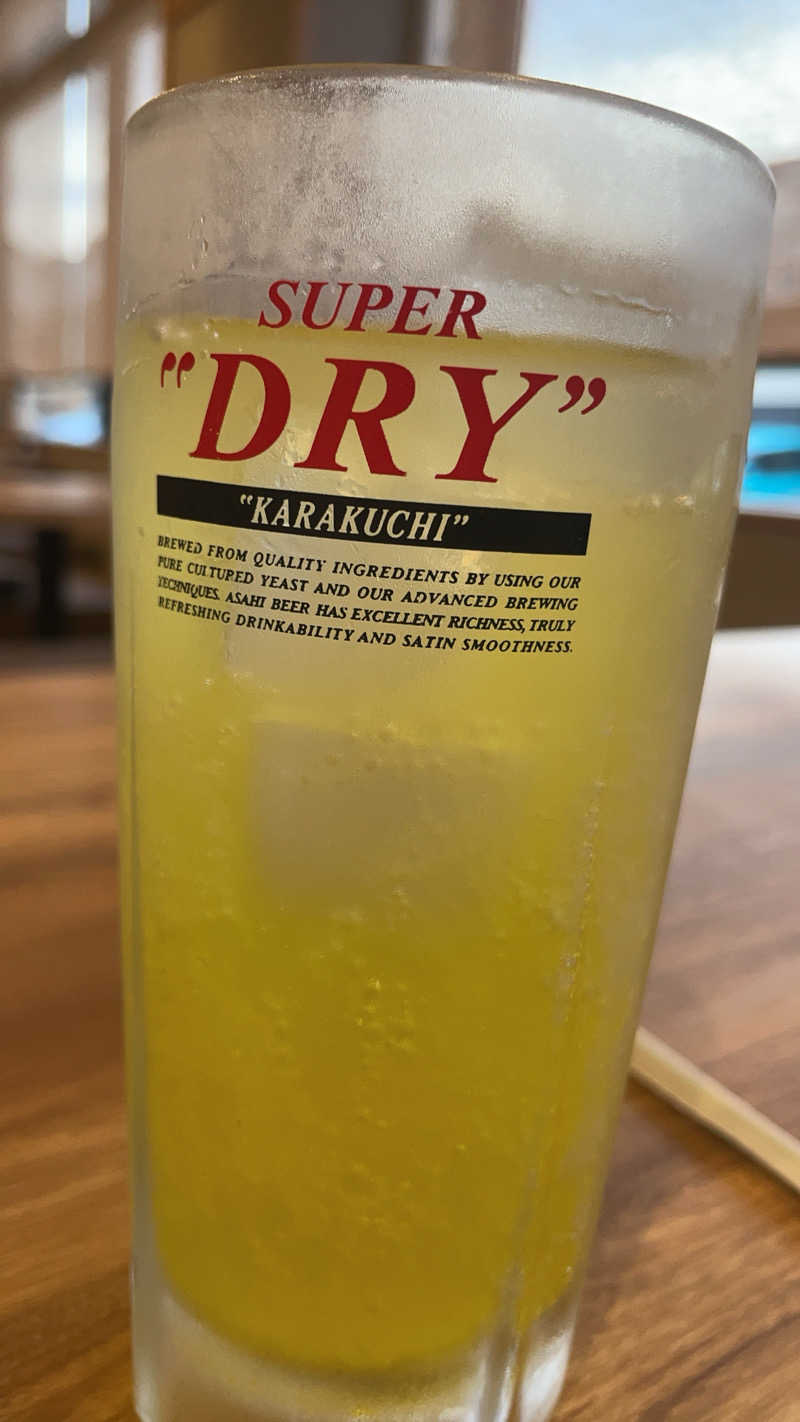 SUPER
"DRY"
"KARAKUCHI"
BREWED FROM QUALITY INGREDIENTS BY USING OUR
PURE CULTURED YEAST AND OUR ADVANCED BREWING
TECHNIQUES. ASAHI BEER HAS EXCELLENT RICHNESS, TRULY
REFRESHING DRINKABILITY AND SATIN SMOOTHNESS.